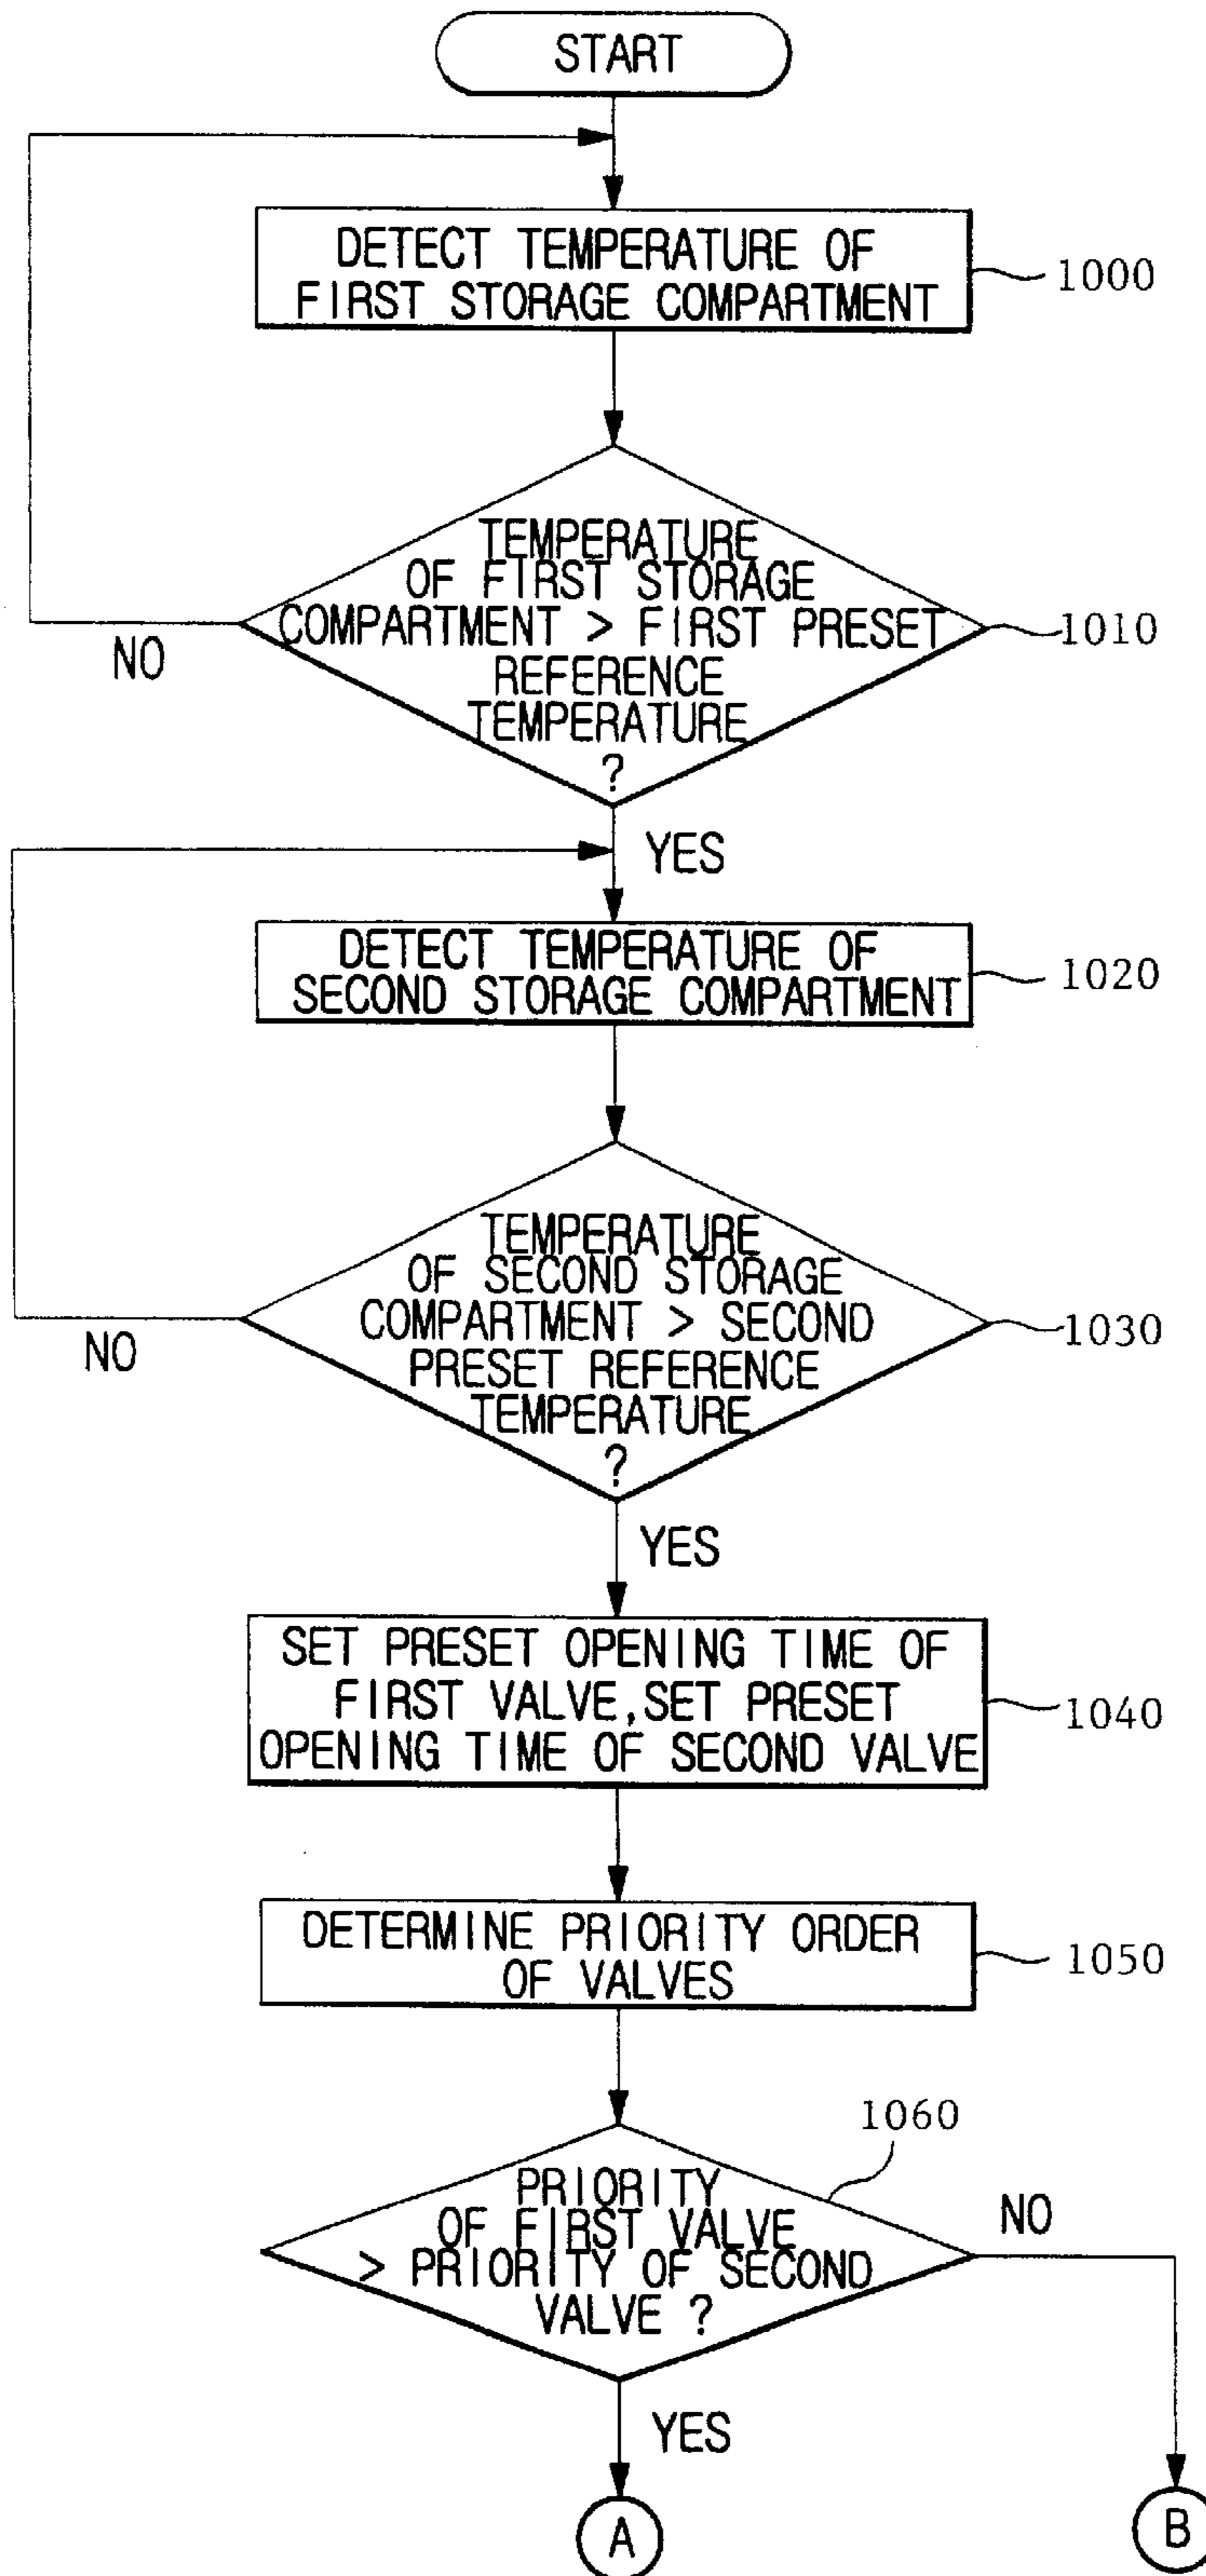 START
DETECT TEMPERATURE OF
FIRST STORAGE COMPARTMENT
1000
TEMPERATURE
OF FIRST STORAGE
COMPARTMENT > FIRST PRESET
REFERENCE
TEMPERATURE
?
1010
NO
YES
DETECT TEMPERATURE OF
SECOND STORAGE COMPARTMENT
1020
TEMPERATURE
OF SECOND STORAGE
COMPARTMENT > SECOND
PRESET REFERENCE
TEMPERATURE
?
1030
NO
YES
SET PRESET OPENING TIME OF
FIRST VALVE,SET PRESET
OPENING TIME OF SECOND VALVE
1040
DETERMINE PRIORITY ORDER
OF VALVES
1050
1060
PRIORITY
OF FIRST VALVE
> PRIORITY OF SECOND
VALVE ?
NO
YES
A
B